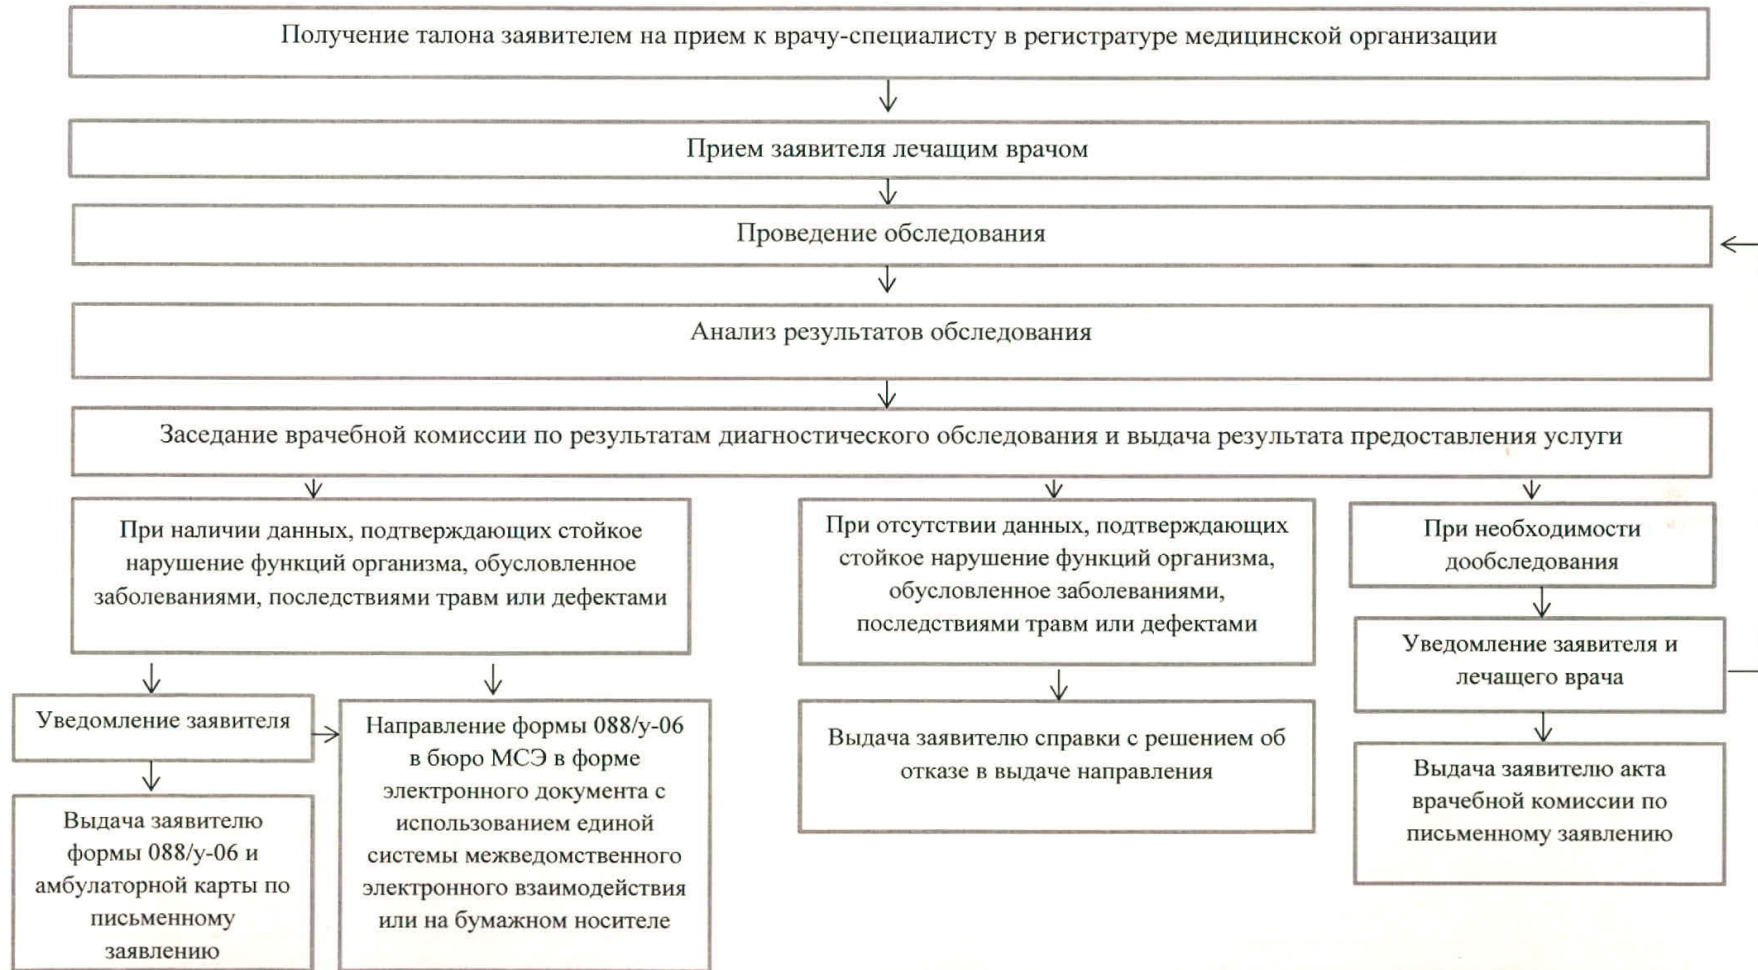 Получение талона заявителем на прием к врачу-специалисту в регистратуре медицинской организации
Прием заявителя лечащим врачом
Проведение обследования
Анализ результатов обследования
Заседание врачебной комиссии по результатам диагностического обследования и выдача результата предоставления услуги
При наличии данных, подтверждающих стойкое
нарушение функций организма, обусловленное
заболеваниями, последствиями травм или дефектами
При отсутствии данных, подтверждающих
стойкое нарушение функций организма,
обусловленное заболеваниями,
последствиями травм или дефектами
При необходимости
дообследования
Уведомление заявителя
Выдача заявителю
формы 088/у-06 и
амбулаторной карты по
письменному
заявлению
Направление формы 088/у-06
в бюро МСЭ в форме
электронного документа с
использованием единой
системы межведомственного
электронного взаимодействия
или на бумажном носителе
Выдача заявителю справки с решением об
отказе в выдаче направления
Уведомление заявителя и
лечащего врача
Выдача заявителю акта
врачебной комиссии по
письменному заявлению